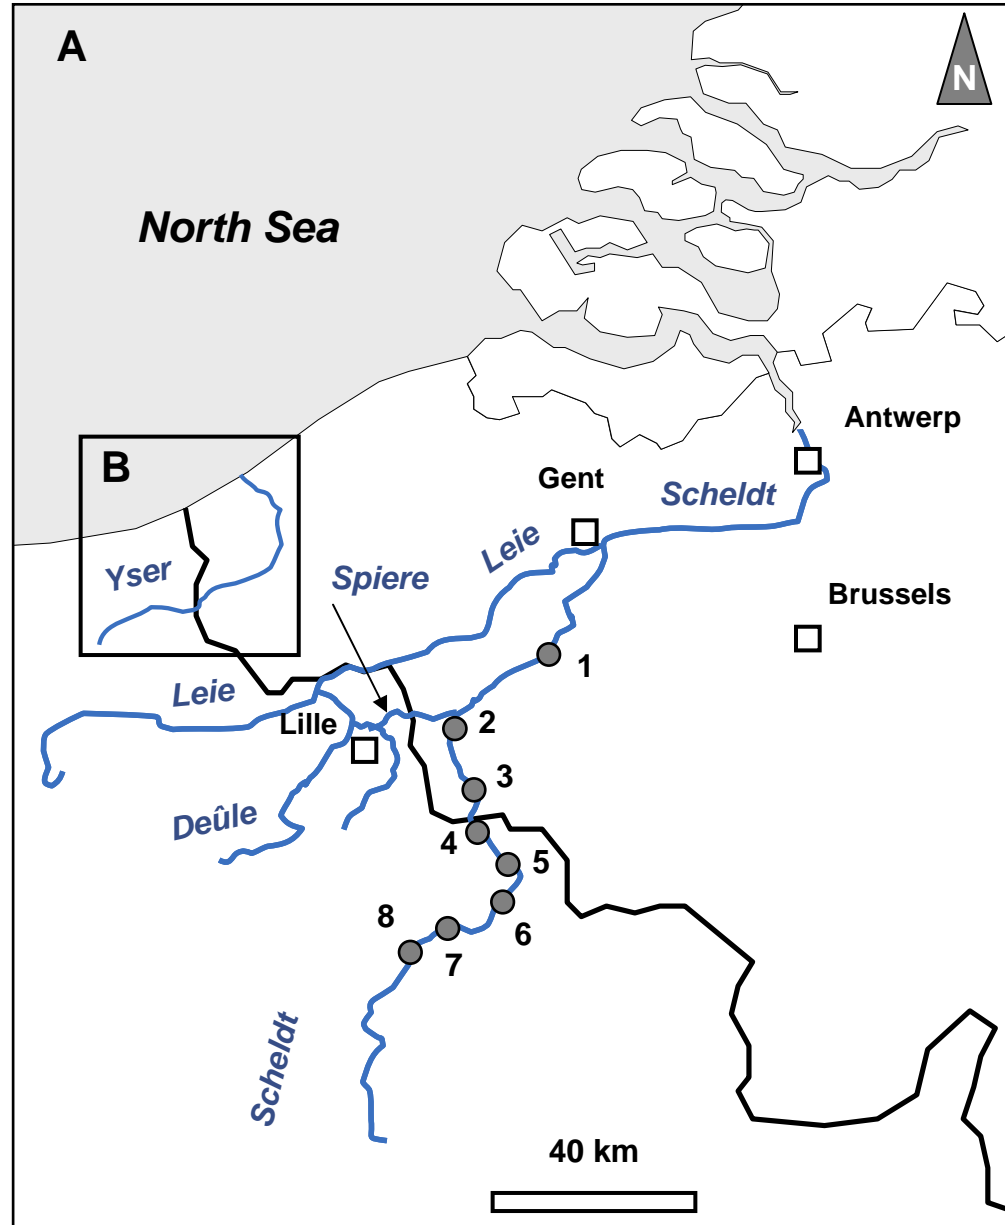 A
N
North Sea
Antwerp
B
Gent
Scheldt
Leie
Yser
Spiere
Brussels
1
Leie
Lille
2
3
Deûle
4
5
8
6
7
Scheldt
40 km